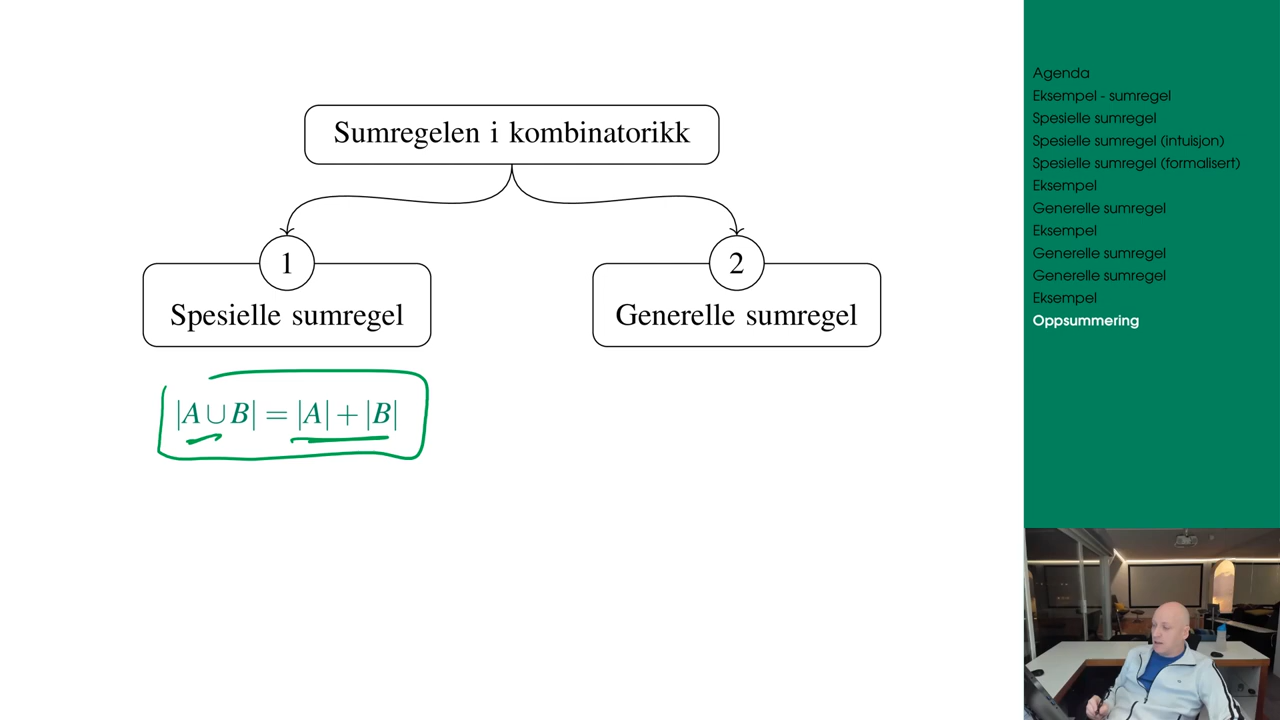 Sumregelen i kombinatorikk
1
Spesielle sumregel
2
Generelle sumregel
|A ∪ B| = |A| + |B|
Agenda
Eksempel - sumregel
Spesielle sumregel
Spesielle sumregel (intuisjon)
Spesielle sumregel (formalisert)
Eksempel
Generelle sumregel
Eksempel
Generelle sumregel
Generelle sumregel
Eksempel
Oppsummering